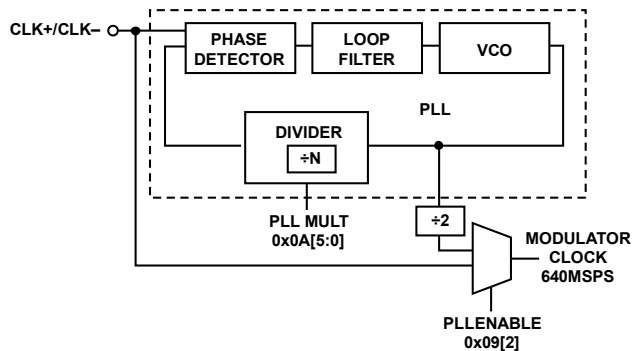 CLK+/CLK–
PHASE
DETECTOR
LOOP
FILTER
VCO
PLL
DIVIDER
÷N
PLL MULT
0x0A[5:0]
÷2
MODULATOR
CLOCK
640MSPS
PLLENABLE
0x09[2]